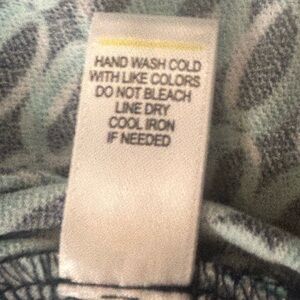 HAND WASH COLD
WITH LIKE COLORS
DO NOT BLEACH
LINE DRY
COOL IRON
IF NEEDED